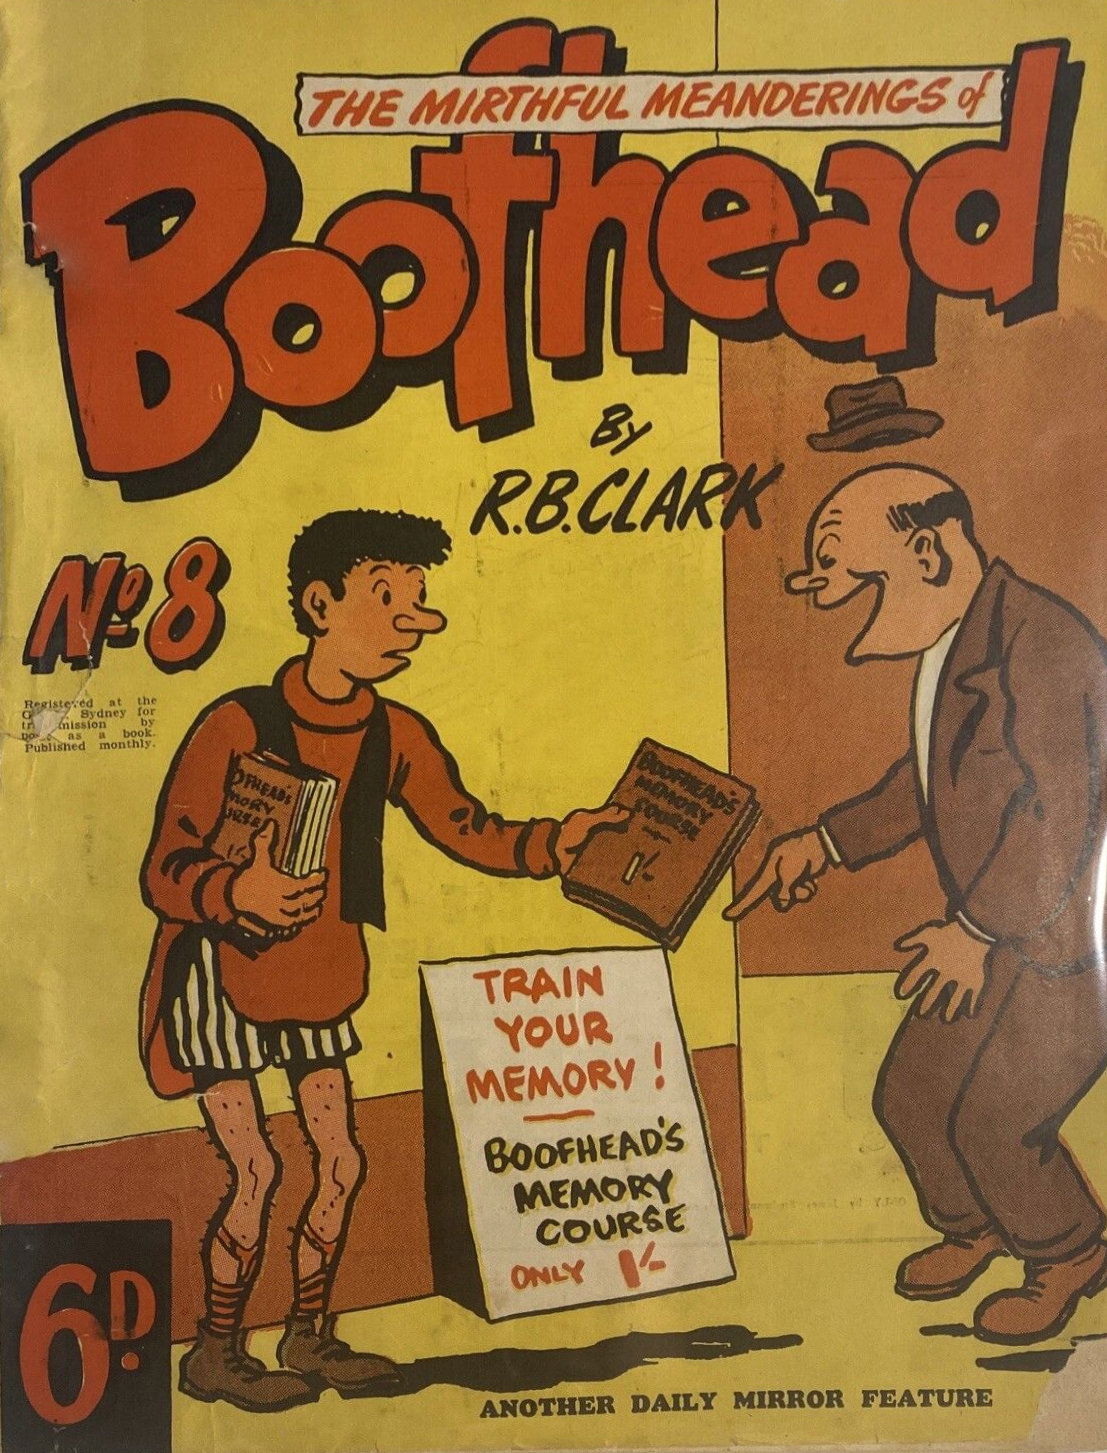 THE MIRTHFUL MEANDERINGS of
Boofhead
By
R.B.CLARK
No 8
Registered at the
Sydney for
mission by
as a book.
Published monthly.
BOOFHEAD'S
MEMORY
COURSE
1/-
TRAIN
YOUR
MEMORY!
BOOFHEAD'S
MEMORY
COURSE
ONLY 1/-
6D.
ANOTHER DAILY MIRROR FEATURE